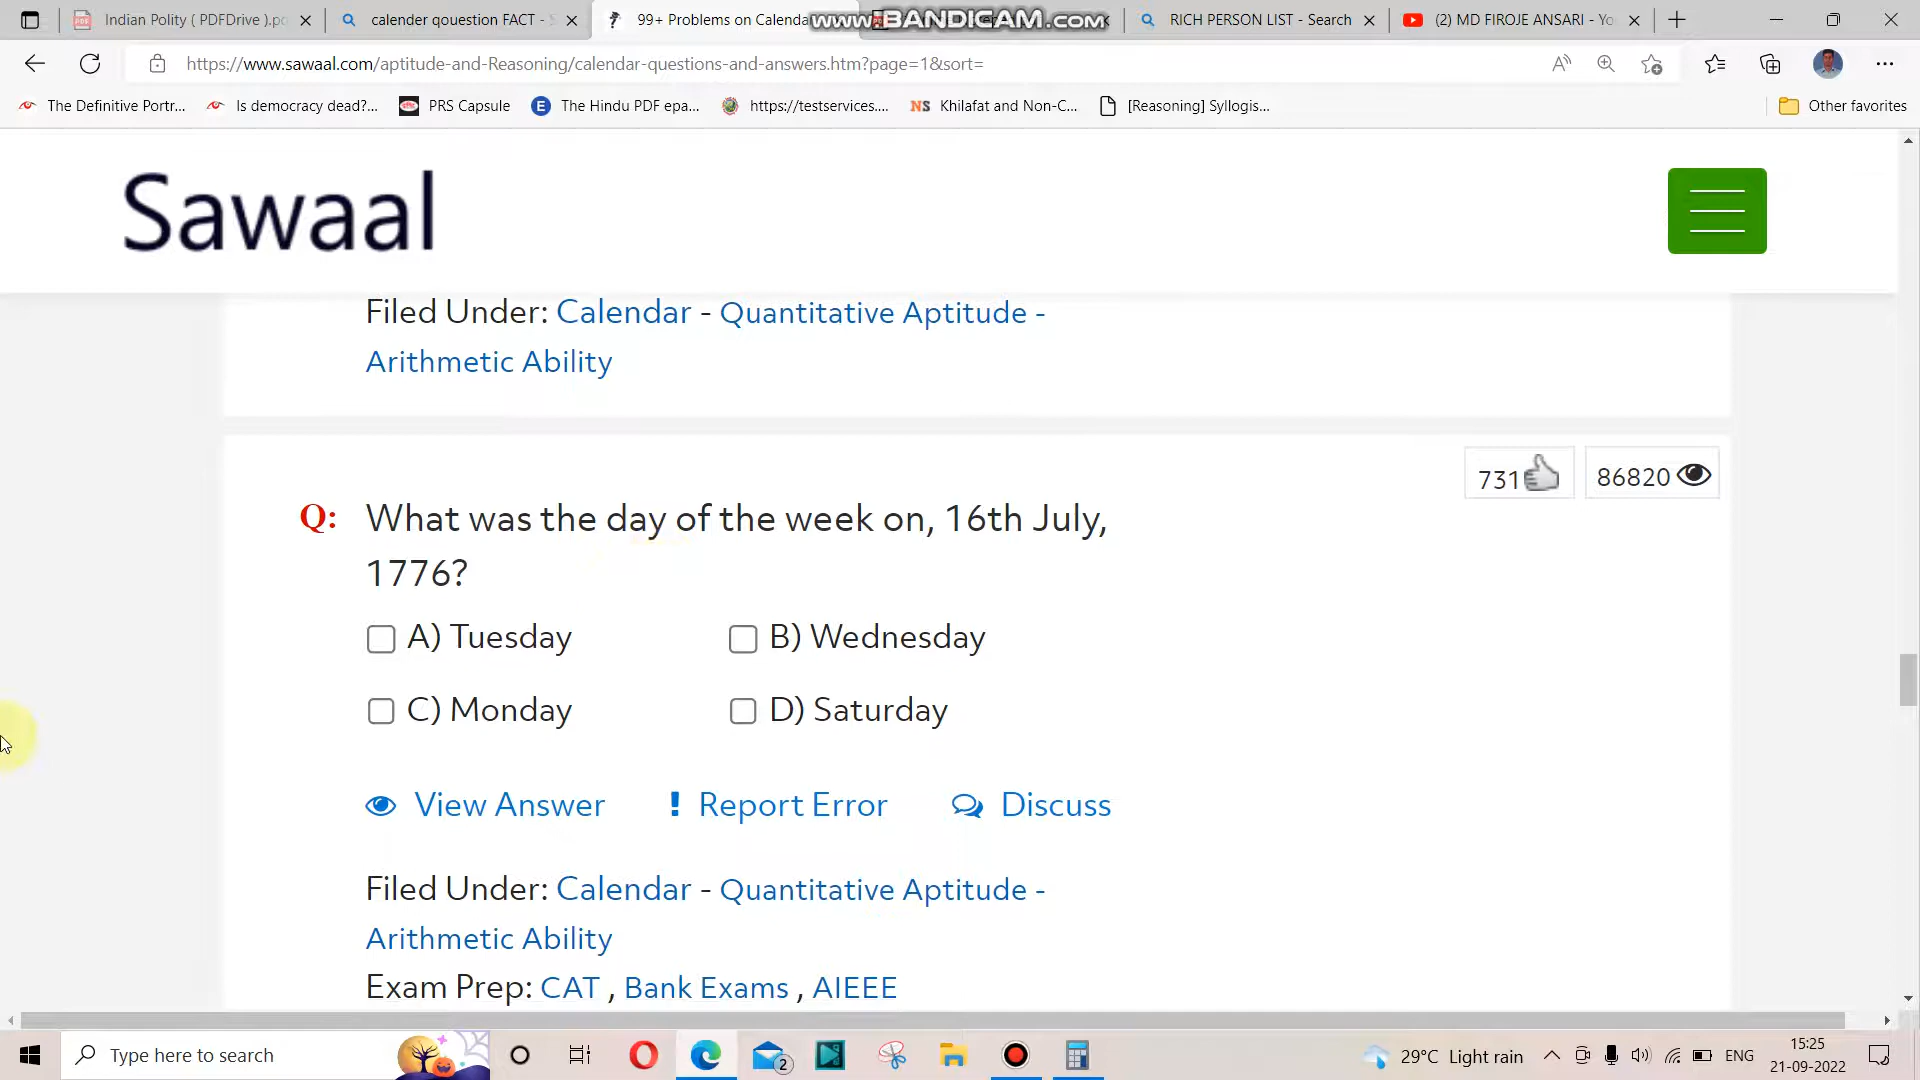 Indian Polity ( PDFDrive ).pd
calender qouestion FACT - S
99+ Problems on Calenda
www.BANDICAM.com
RICH PERSON LIST - Search
(2) MD FIROJE ANSARI - Yo
https://www.sawaal.com/aptitude-and-Reasoning/calendar-questions-and-answers.htm?page=1&sort=
The Definitive Portr...
Is democracy dead?...
PRS Capsule
The Hindu PDF epa...
https://testservices....
Khilafat and Non-C...
[Reasoning] Syllogis...
Other favorites
Sawaal
Filed Under: Calendar - Quantitative Aptitude -
Arithmetic Ability
731
86820
Q: What was the day of the week on, 16th July,
1776?
A) Tuesday
B) Wednesday
C) Monday
D) Saturday
View Answer
Report Error
Discuss
Filed Under: Calendar - Quantitative Aptitude -
Arithmetic Ability
Exam Prep: CAT , Bank Exams , AIEEE
Type here to search
2
29°C Light rain
ENG
15:25
21-09-2022